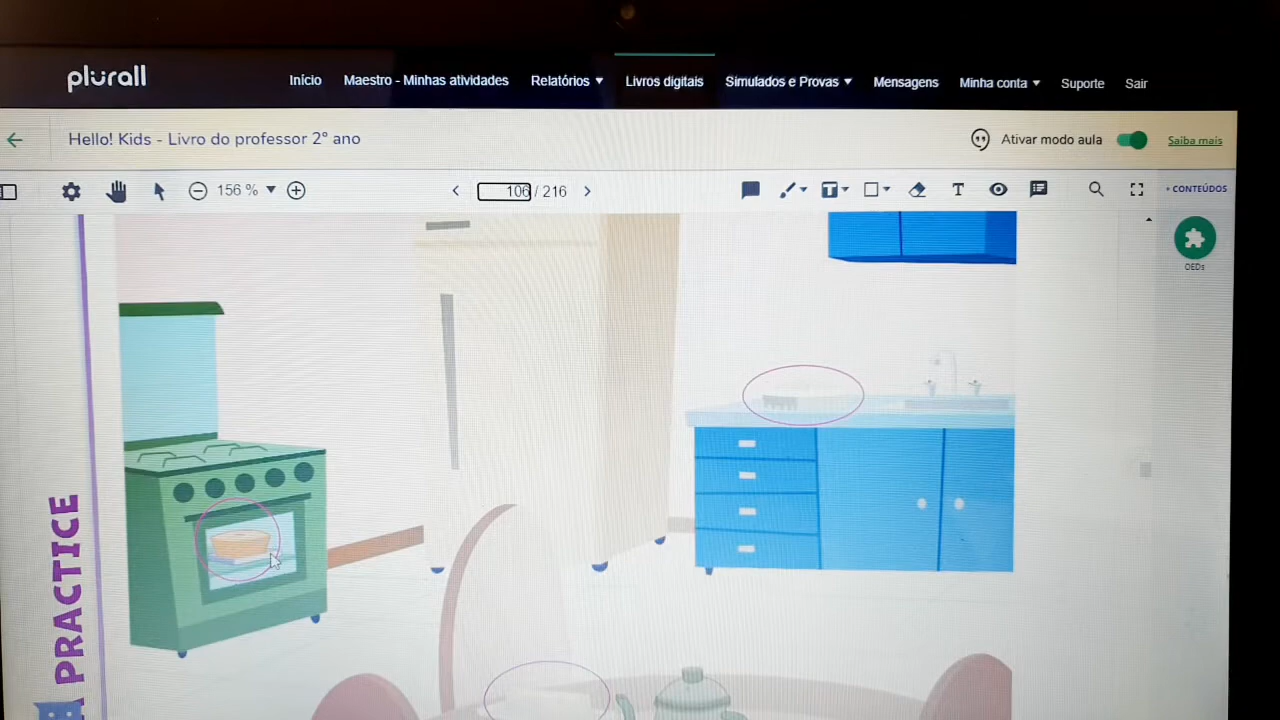 plurall Início Maestro - Minhas atividades Relatórios Livros digitais Simulados e Provas Mensagens Minha conta Suporte Sair
Hello! Kids - Livro do professor 2° ano Ativar modo aula Saiba mais
156 % 106 / 216 T + CONTEÚDOS
OEDs
PRACTICE